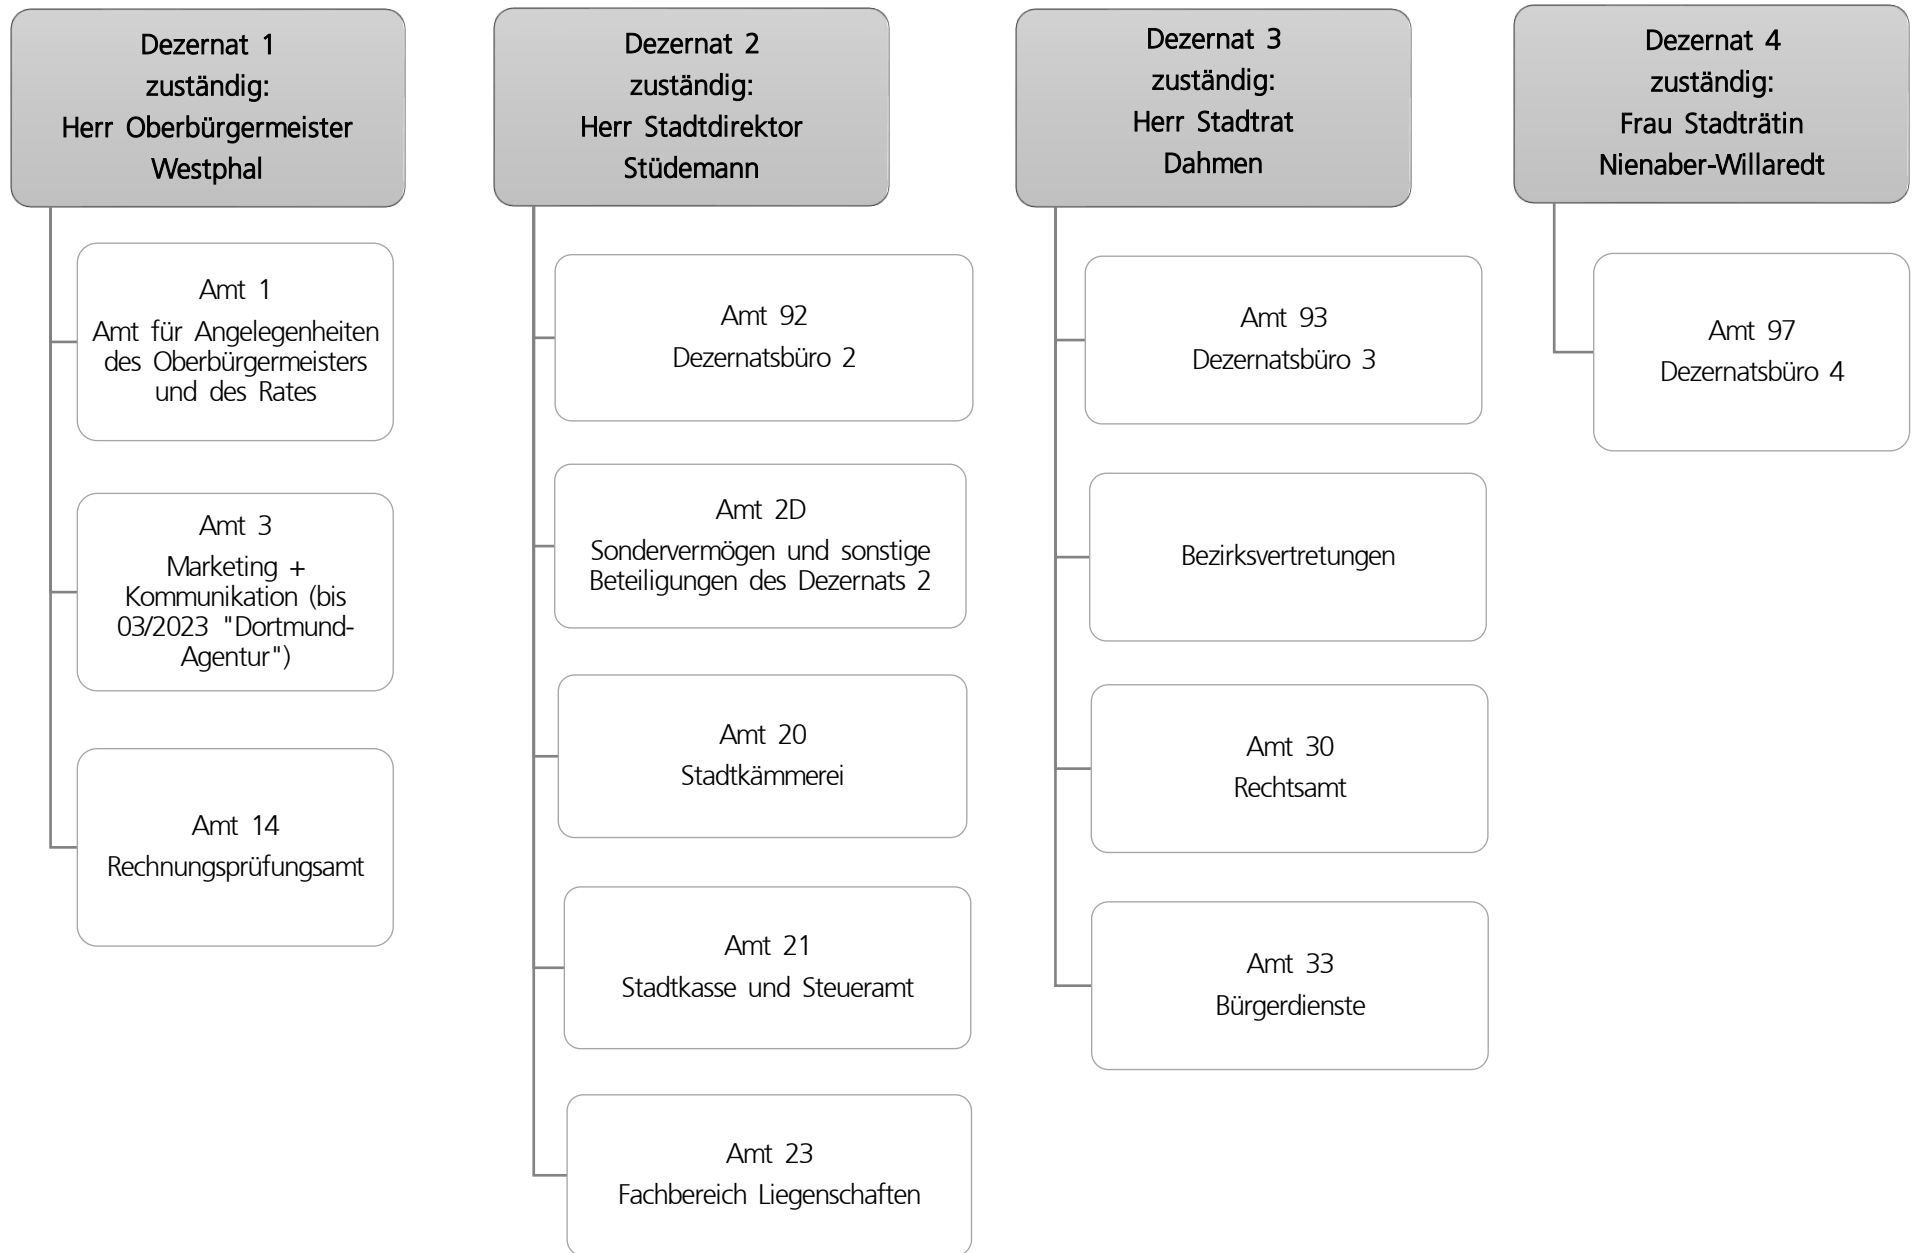 Dezernat 1
zuständig:
Herr Oberbürgermeister
Westphal
Amt 1
Amt für Angelegenheiten
des Oberbürgermeisters
und des Rates
Amt 3
Marketing +
Kommunikation (bis
03/2023 "Dortmund-
Agentur")
Amt 14
Rechnungsprüfungsamt
Dezernat 2
zuständig:
Herr Stadtdirektor
Stüdemann
Amt 92
Dezernatsbüro 2
Amt 2D
Sondervermögen und sonstige
Beteiligungen des Dezernats 2
Amt 20
Stadtkämmerei
Amt 21
Stadtkasse und Steueramt
Amt 23
Fachbereich Liegenschaften
Dezernat 3
zuständig:
Herr Stadtrat
Dahmen
Amt 93
Dezernatsbüro 3
Bezirksvertretungen
Amt 30
Rechtsamt
Amt 33
Bürgerdienste
Dezernat 4
zuständig:
Frau Stadträtin
Nienaber-Willaredt
Amt 97
Dezernatsbüro 4